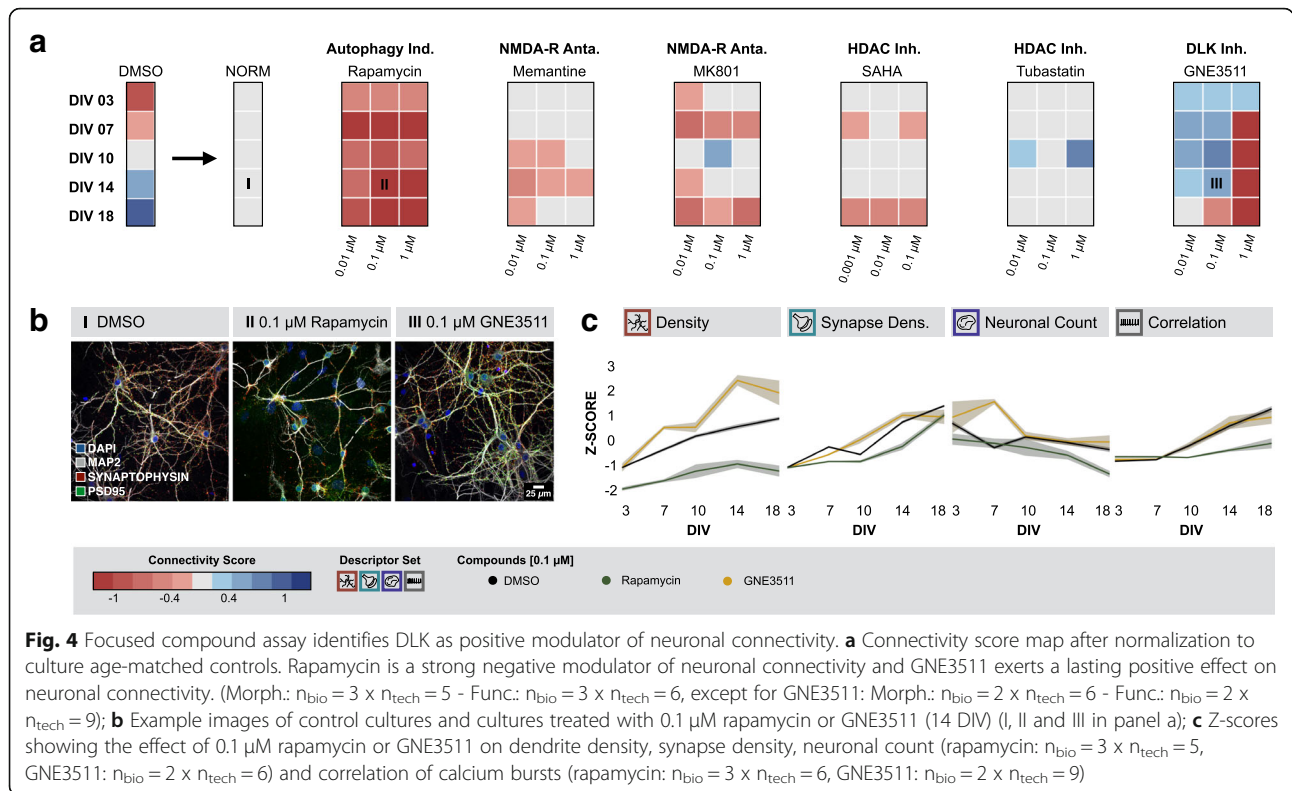 a
Autophagy Ind. NMDA-R Anta. NMDA-R Anta. HDAC Inh. HDAC Inh. DLK Inh.
DMSO NORM Rapamycin Memantine MK801 SAHA Tubastatin GNE3511
DIV 03
DIV 07
DIV 10
DIV 14 I II III
DIV 18
0.01 µM 0.1 µM 1 µM 0.01 µM 0.1 µM 1 µM 0.01 µM 0.1 µM 1 µM 0.001 µM 0.01 µM 0.1 µM 0.01 µM 0.1 µM 1 µM 0.01 µM 0.1 µM 1 µM
b
I DMSO II 0.1 µM Rapamycin III 0.1 µM GNE3511
DAPI
MAP2
SYNAPTOPHYSIN
PSD95
25 µm
c
Density Synapse Dens. Neuronal Count Correlation
Z-SCORE
3
2
1
0
-1
-2
3 7 10 14 18 3 7 10 14 18 3 7 10 14 18 3 7 10 14 18
DIV DIV DIV DIV
Connectivity Score Descriptor Set Compounds [0.1 µM]
-1 -0.4 0.4 1
DMSO Rapamycin GNE3511
Fig. 4 Focused compound assay identifies DLK as positive modulator of neuronal connectivity. a Connectivity score map after normalization to
culture age-matched controls. Rapamycin is a strong negative modulator of neuronal connectivity and GNE3511 exerts a lasting positive effect on
neuronal connectivity. (Morph.: nbio = 3 x ntech = 5 - Func.: nbio = 3 x ntech = 6, except for GNE3511: Morph.: nbio = 2 x ntech = 6 - Func.: nbio = 2 x
ntech = 9); b Example images of control cultures and cultures treated with 0.1 µM rapamycin or GNE3511 (14 DIV) (I, II and III in panel a); c Z-scores
showing the effect of 0.1 µM rapamycin or GNE3511 on dendrite density, synapse density, neuronal count (rapamycin: nbio = 3 x ntech = 5,
GNE3511: nbio = 2 x ntech = 6) and correlation of calcium bursts (rapamycin: nbio = 3 x ntech = 6, GNE3511: nbio = 2 x ntech = 9)